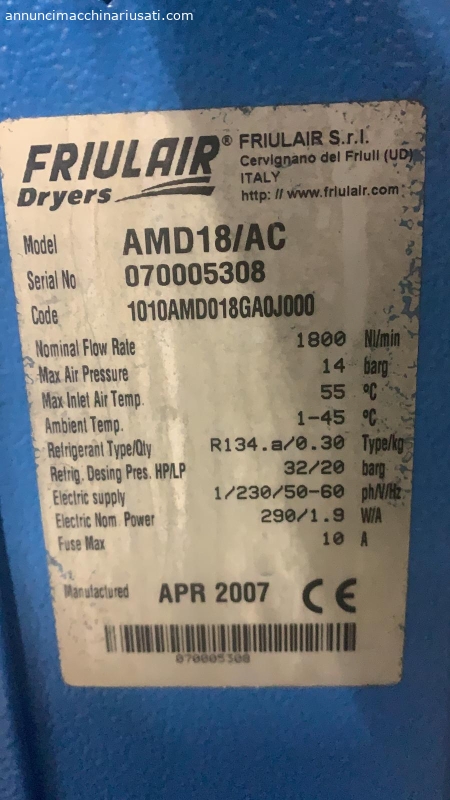 annuncimacchinariusati.com
FRIULAIR® FRIULAIR S.r.l.
Dryers Cervignano del Friuli (UD)
ITALY
http: // www.friulair.com
Model AMD18/AC
Serial No 070005308
Code 1010AMD018GA0J000
Nominal Flow Rate 1800 Nl/min
Max Air Pressure 14 barg
Max Inlet Air Temp. 55 °C
Ambient Temp. 1-45 °C
Refrigerant Type/Qty R134.a/0.30 Type/kg
Refrig. Desing Pres. HP/LP 32/20 barg
Electric supply 1/230/50-60 ph/V/Hz
Electric Nom. Power 290/1.9 W/A
Fuse Max 10 A
Manufactured APR 2007 CE
070005308